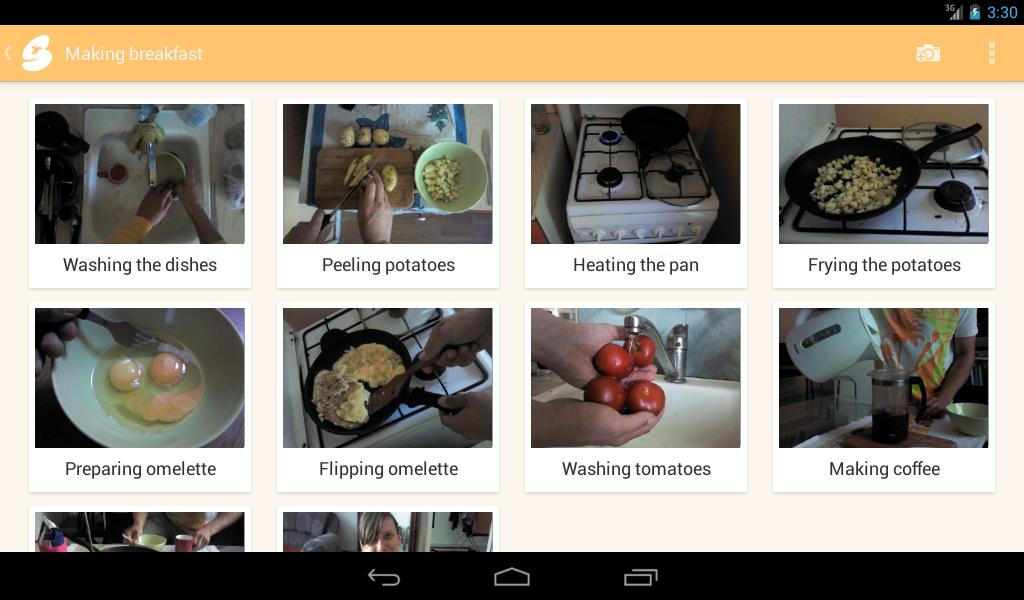 3G
3:30
Making breakfast
Washing the dishes
Peeling potatoes
Heating the pan
Frying the potatoes
Preparing omelette
Flipping omelette
Washing tomatoes
Making coffee